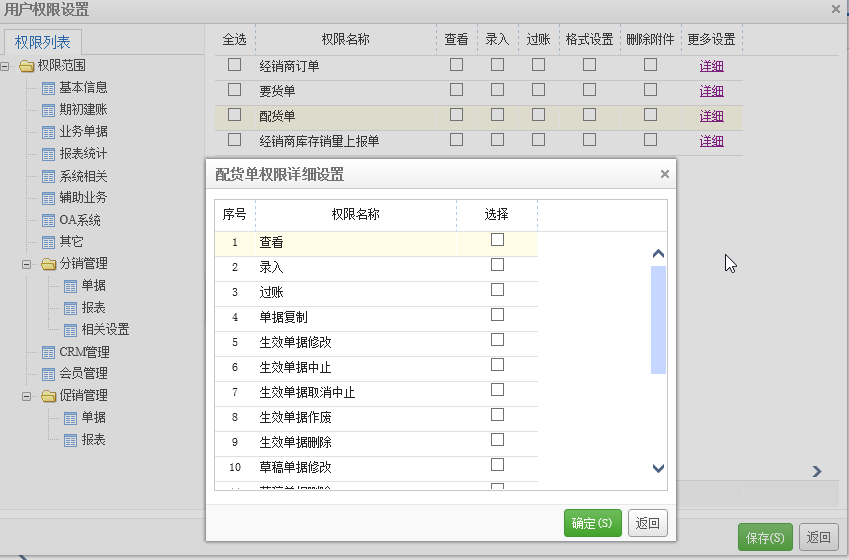 用户权限设置
权限列表
权限范围
基本信息
期初建账
业务单据
报表统计
系统相关
辅助业务
OA系统
其它
分销管理
单据
报表
相关设置
CRM管理
会员管理
促销管理
单据
报表
全选 权限名称 查看 录入 过账 格式设置 删除附件 更多设置
经销商订单 详细
要货单 详细
配货单 详细
经销商库存销量上报单 详细
配货单权限详细设置
序号 权限名称 选择
1 查看
2 录入
3 过账
4 单据复制
5 生效单据修改
6 生效单据中止
7 生效单据取消中止
8 生效单据作废
9 生效单据删除
10 草稿单据修改
确定(S) 返回
保存(S) 返回